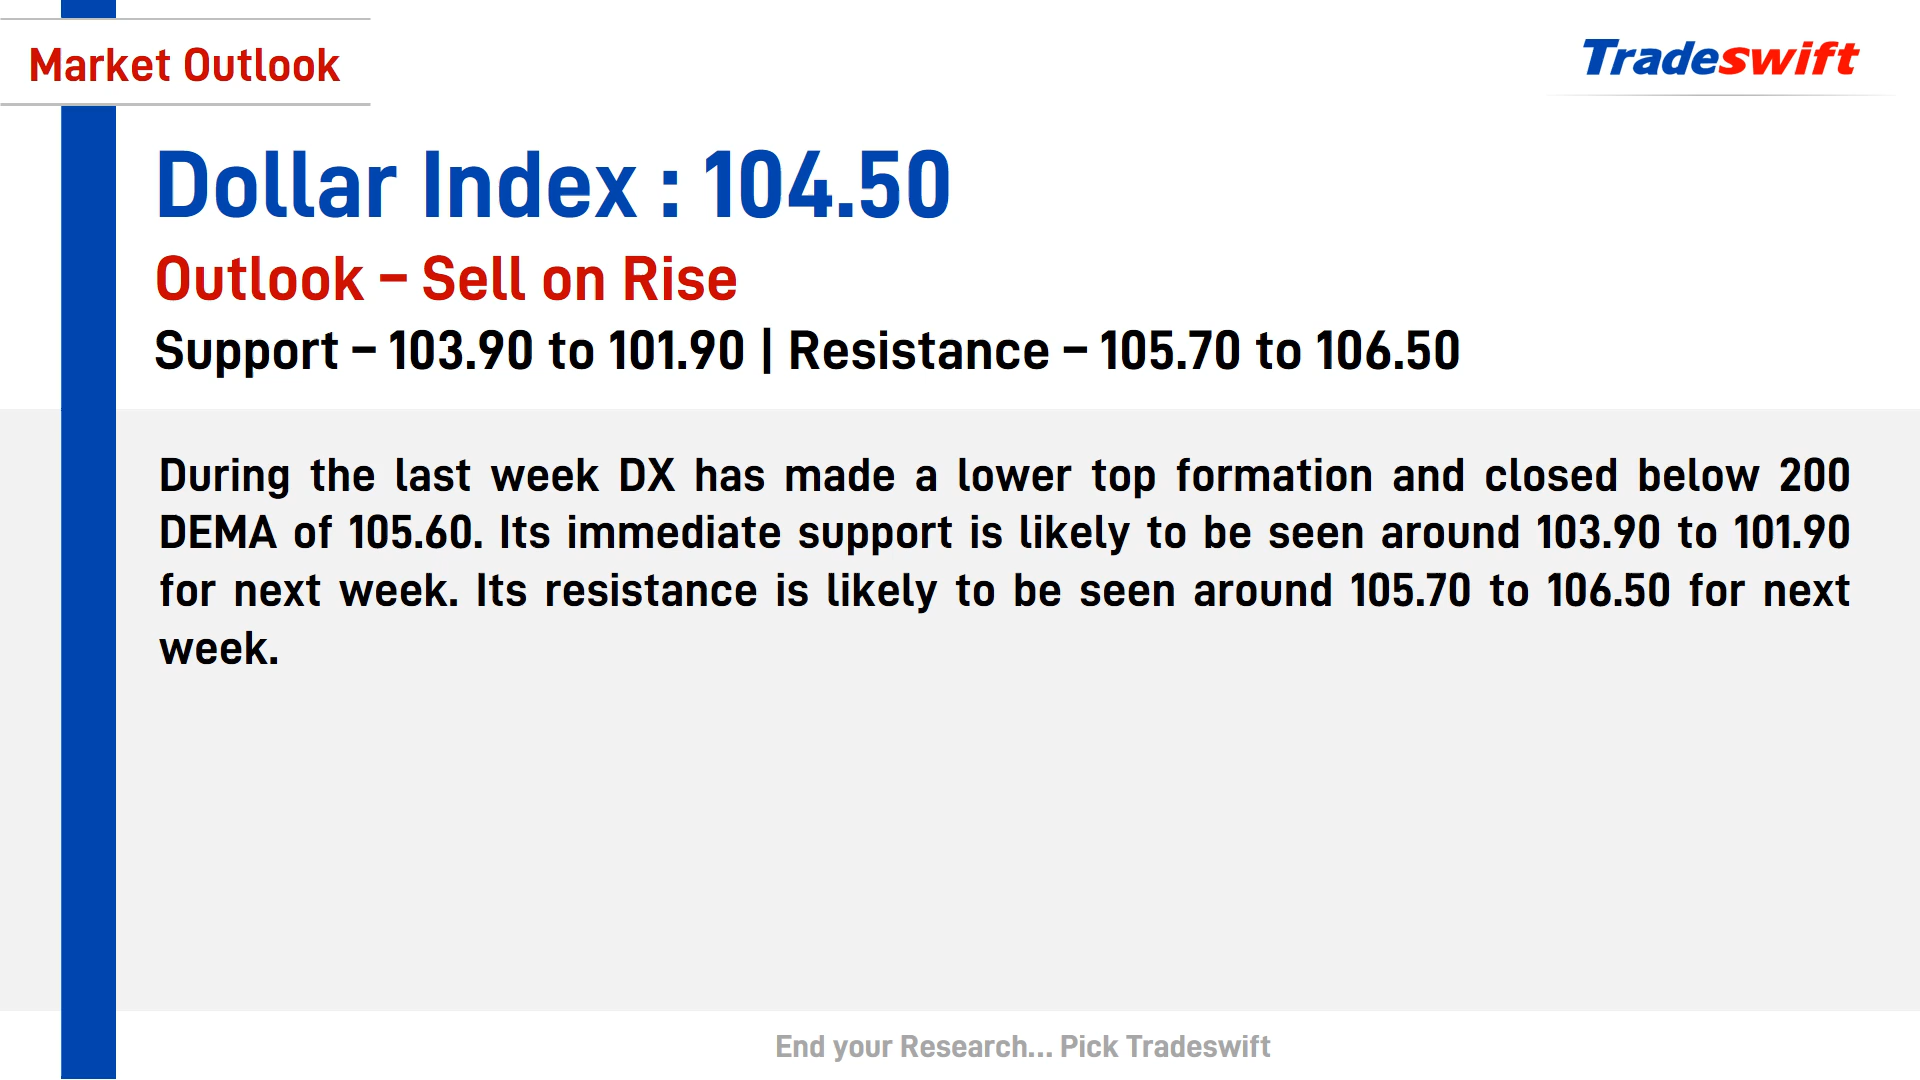 Market Outlook
Tradeswift
Dollar Index : 104.50
Outlook – Sell on Rise
Support – 103.90 to 101.90 | Resistance – 105.70 to 106.50
During the last week DX has made a lower top formation and closed below 200
DEMA of 105.60. Its immediate support is likely to be seen around 103.90 to 101.90
for next week. Its resistance is likely to be seen around 105.70 to 106.50 for next
week.
End your Research... Pick Tradeswift